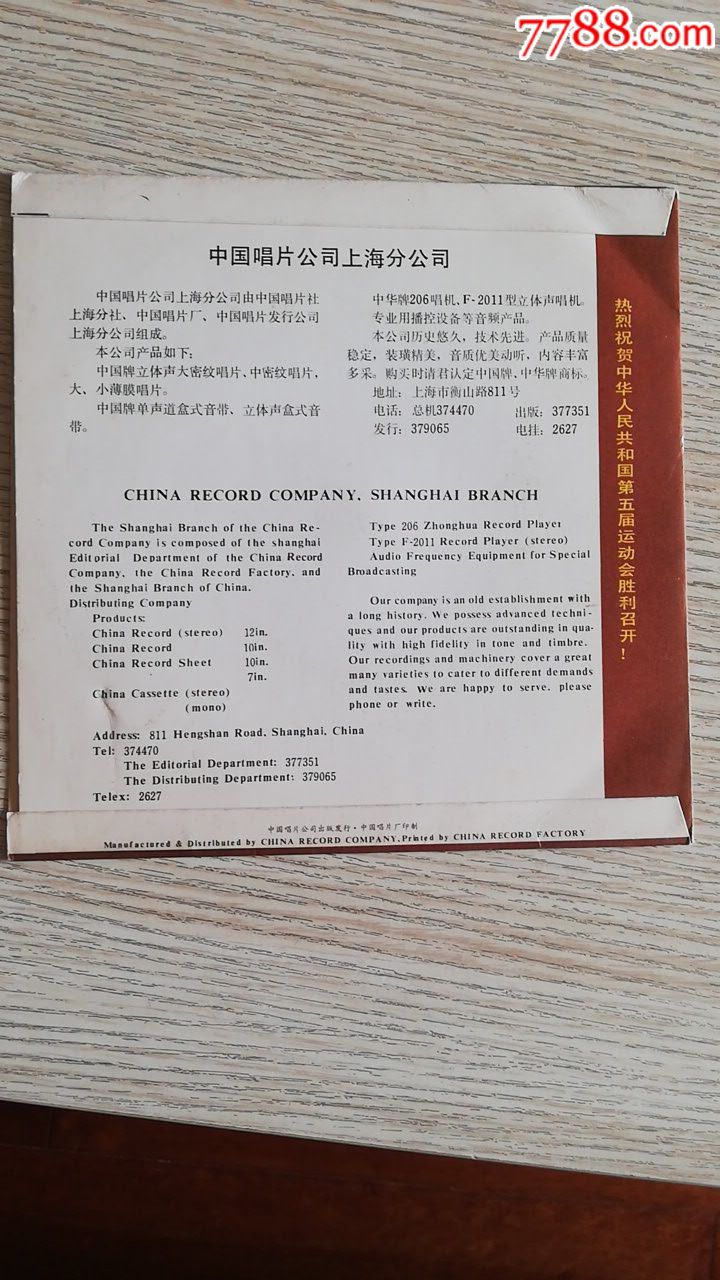 7788.com
中国唱片公司上海分公司
中国唱片公司上海分公司由中国唱片社
上海分社、中国唱片厂、中国唱片发行公司
上海分公司组成。
本公司产品如下:
中国牌立体声大密纹唱片,中密纹唱片,
大、小薄膜唱片。
中国牌单声道盒式音带、立体声盒式音
带。
中华牌206唱机、F-2011型立体声唱机。
专业用播控设备等音频产品。
本公司历史悠久,技术先进。产品质量
稳定,装璜精美,音质优美动听,内容丰富
多采。购买时请君认定中国牌、中华牌商标。
地址: 上海市衡山路811号
电话: 总机374470 出版: 377351
发行: 379065 电挂: 2627
热烈祝贺中华人民共和国第五届运动会胜利召开!
CHINA RECORD COMPANY, SHANGHAI BRANCH
The Shanghai Branch of the China Re-
cord Company is composed of the shanghai
Editorial Department of the China Record
Company, the China Record Factory, and
the Shanghai Branch of China.
Distributing Company
Products:
China Record (stereo) 12in.
China Record 10in.
China Record Sheet 10in.
7in.
China Cassette (stereo)
(mono)
Address: 811 Hengshan Road, Shanghai, China
Tel: 374470
The Editorial Department: 377351
The Distributing Department: 379065
Telex: 2627
Type 206 Zhonghua Record Player
Type F-2011 Record Player (stereo)
Audio Frequency Equipment for Special
Broadcasting
Our company is an old establishment with
a long history. We possess advanced techni-
ques and our products are outstanding in qua-
lity with high fidelity in tone and timbre.
Our recordings and machinery cover a great
many varieties to cater to different demands
and tastes. We are happy to serve. please
phone or write.
中国唱片公司出版发行·中国唱片厂印制
Manufactured & Distributed by CHINA RECORD COMPANY, Printed by CHINA RECORD FACTORY